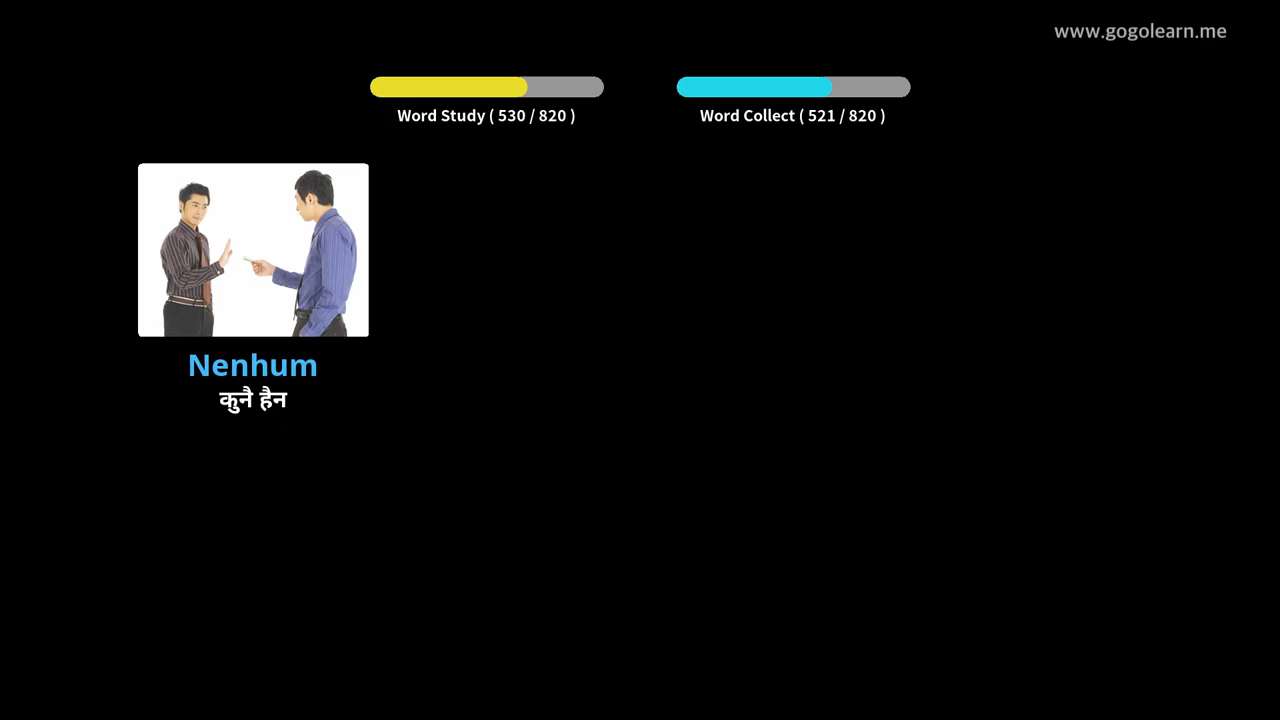 www.gogolearn.me
Word Study ( 530 / 820 )
Word Collect ( 521 / 820 )
Nenhum
कुनै हैन